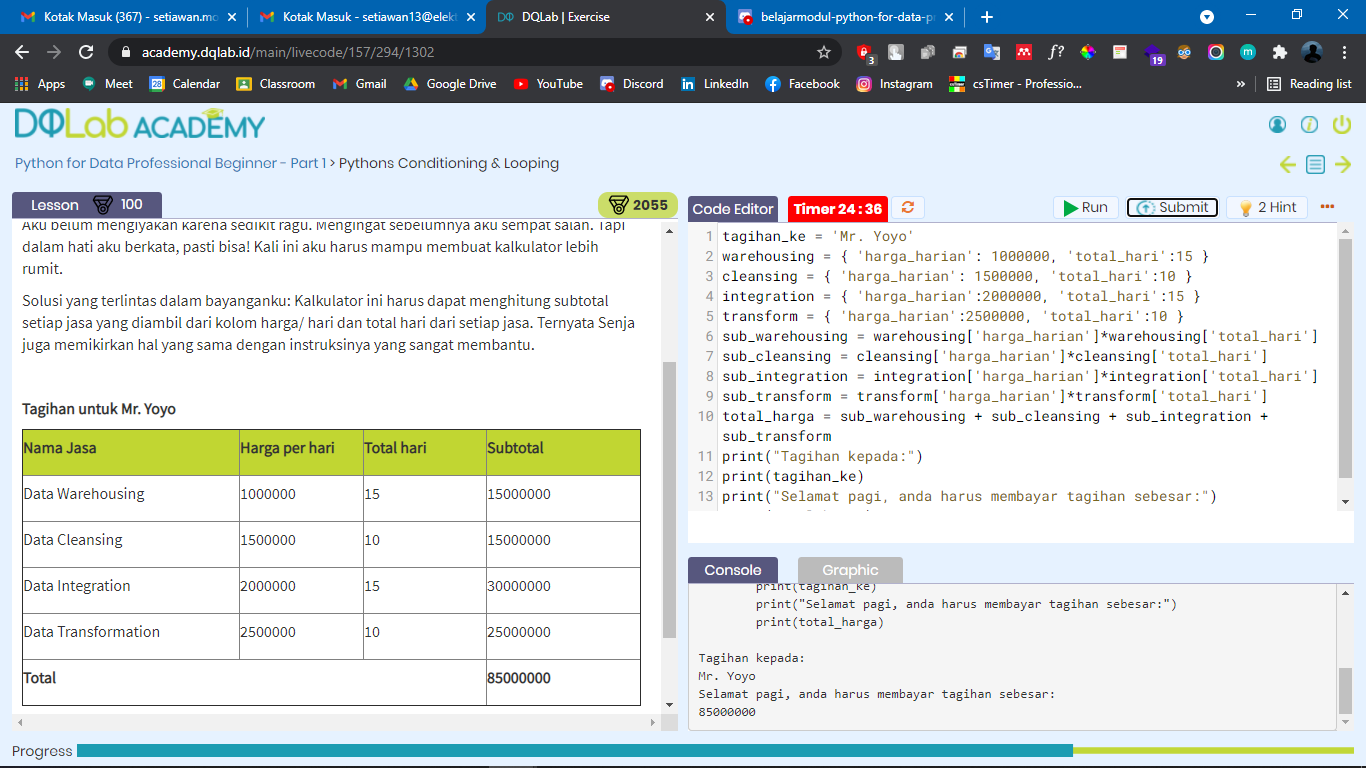 Kotak Masuk (367) - setiawan.mo
Kotak Masuk - setiawan13@elekt
DQLab | Exercise
belajarmodul-python-for-data-pr
academy.dqlab.id/main/livecode/157/294/1302
3
f?
19
m
Apps
Meet
28
Calendar
Classroom
Gmail
Google Drive
YouTube
Discord
LinkedIn
Facebook
Instagram
csTimer - Professio...
»
Reading list
DQLab ACADEMY
Python for Data Professional Beginner - Part 1 > Pythons Conditioning & Looping
Lesson 100
2055
Aku belum mengiyakan karena sedikit ragu. Mengingat sebelumnya aku sempat salah. Tapi
dalam hati aku berkata, pasti bisa! Kali ini aku harus mampu membuat kalkulator lebih
rumit.
Solusi yang terlintas dalam bayanganku: Kalkulator ini harus dapat menghitung subtotal
setiap jasa yang diambil dari kolom harga/ hari dan total hari dari setiap jasa. Ternyata Senja
juga memikirkan hal yang sama dengan instruksinya yang sangat membantu.
Tagihan untuk Mr. Yoyo
Nama Jasa Harga per hari Total hari Subtotal
Data Warehousing 1000000 15 15000000
Data Cleansing 1500000 10 15000000
Data Integration 2000000 15 30000000
Data Transformation 2500000 10 25000000
Total 85000000
Code Editor
Timer 24 : 36
Run
Submit
2 Hint
1 tagihan_ke = 'Mr. Yoyo'
2 warehousing = { 'harga_harian': 1000000, 'total_hari':15 }
3 cleansing = { 'harga_harian': 1500000, 'total_hari':10 }
4 integration = { 'harga_harian':2000000, 'total_hari':15 }
5 transform = { 'harga_harian':2500000, 'total_hari':10 }
6 sub_warehousing = warehousing['harga_harian']*warehousing['total_hari']
7 sub_cleansing = cleansing['harga_harian']*cleansing['total_hari']
8 sub_integration = integration['harga_harian']*integration['total_hari']
9 sub_transform = transform['harga_harian']*transform['total_hari']
10 total_harga = sub_warehousing + sub_cleansing + sub_integration +
sub_transform
11 print("Tagihan kepada:")
12 print(tagihan_ke)
13 print("Selamat pagi, anda harus membayar tagihan sebesar:")
Console
Graphic
print(tagihan_ke)
print("Selamat pagi, anda harus membayar tagihan sebesar:")
print(total_harga)
Tagihan kepada:
Mr. Yoyo
Selamat pagi, anda harus membayar tagihan sebesar:
85000000
Progress